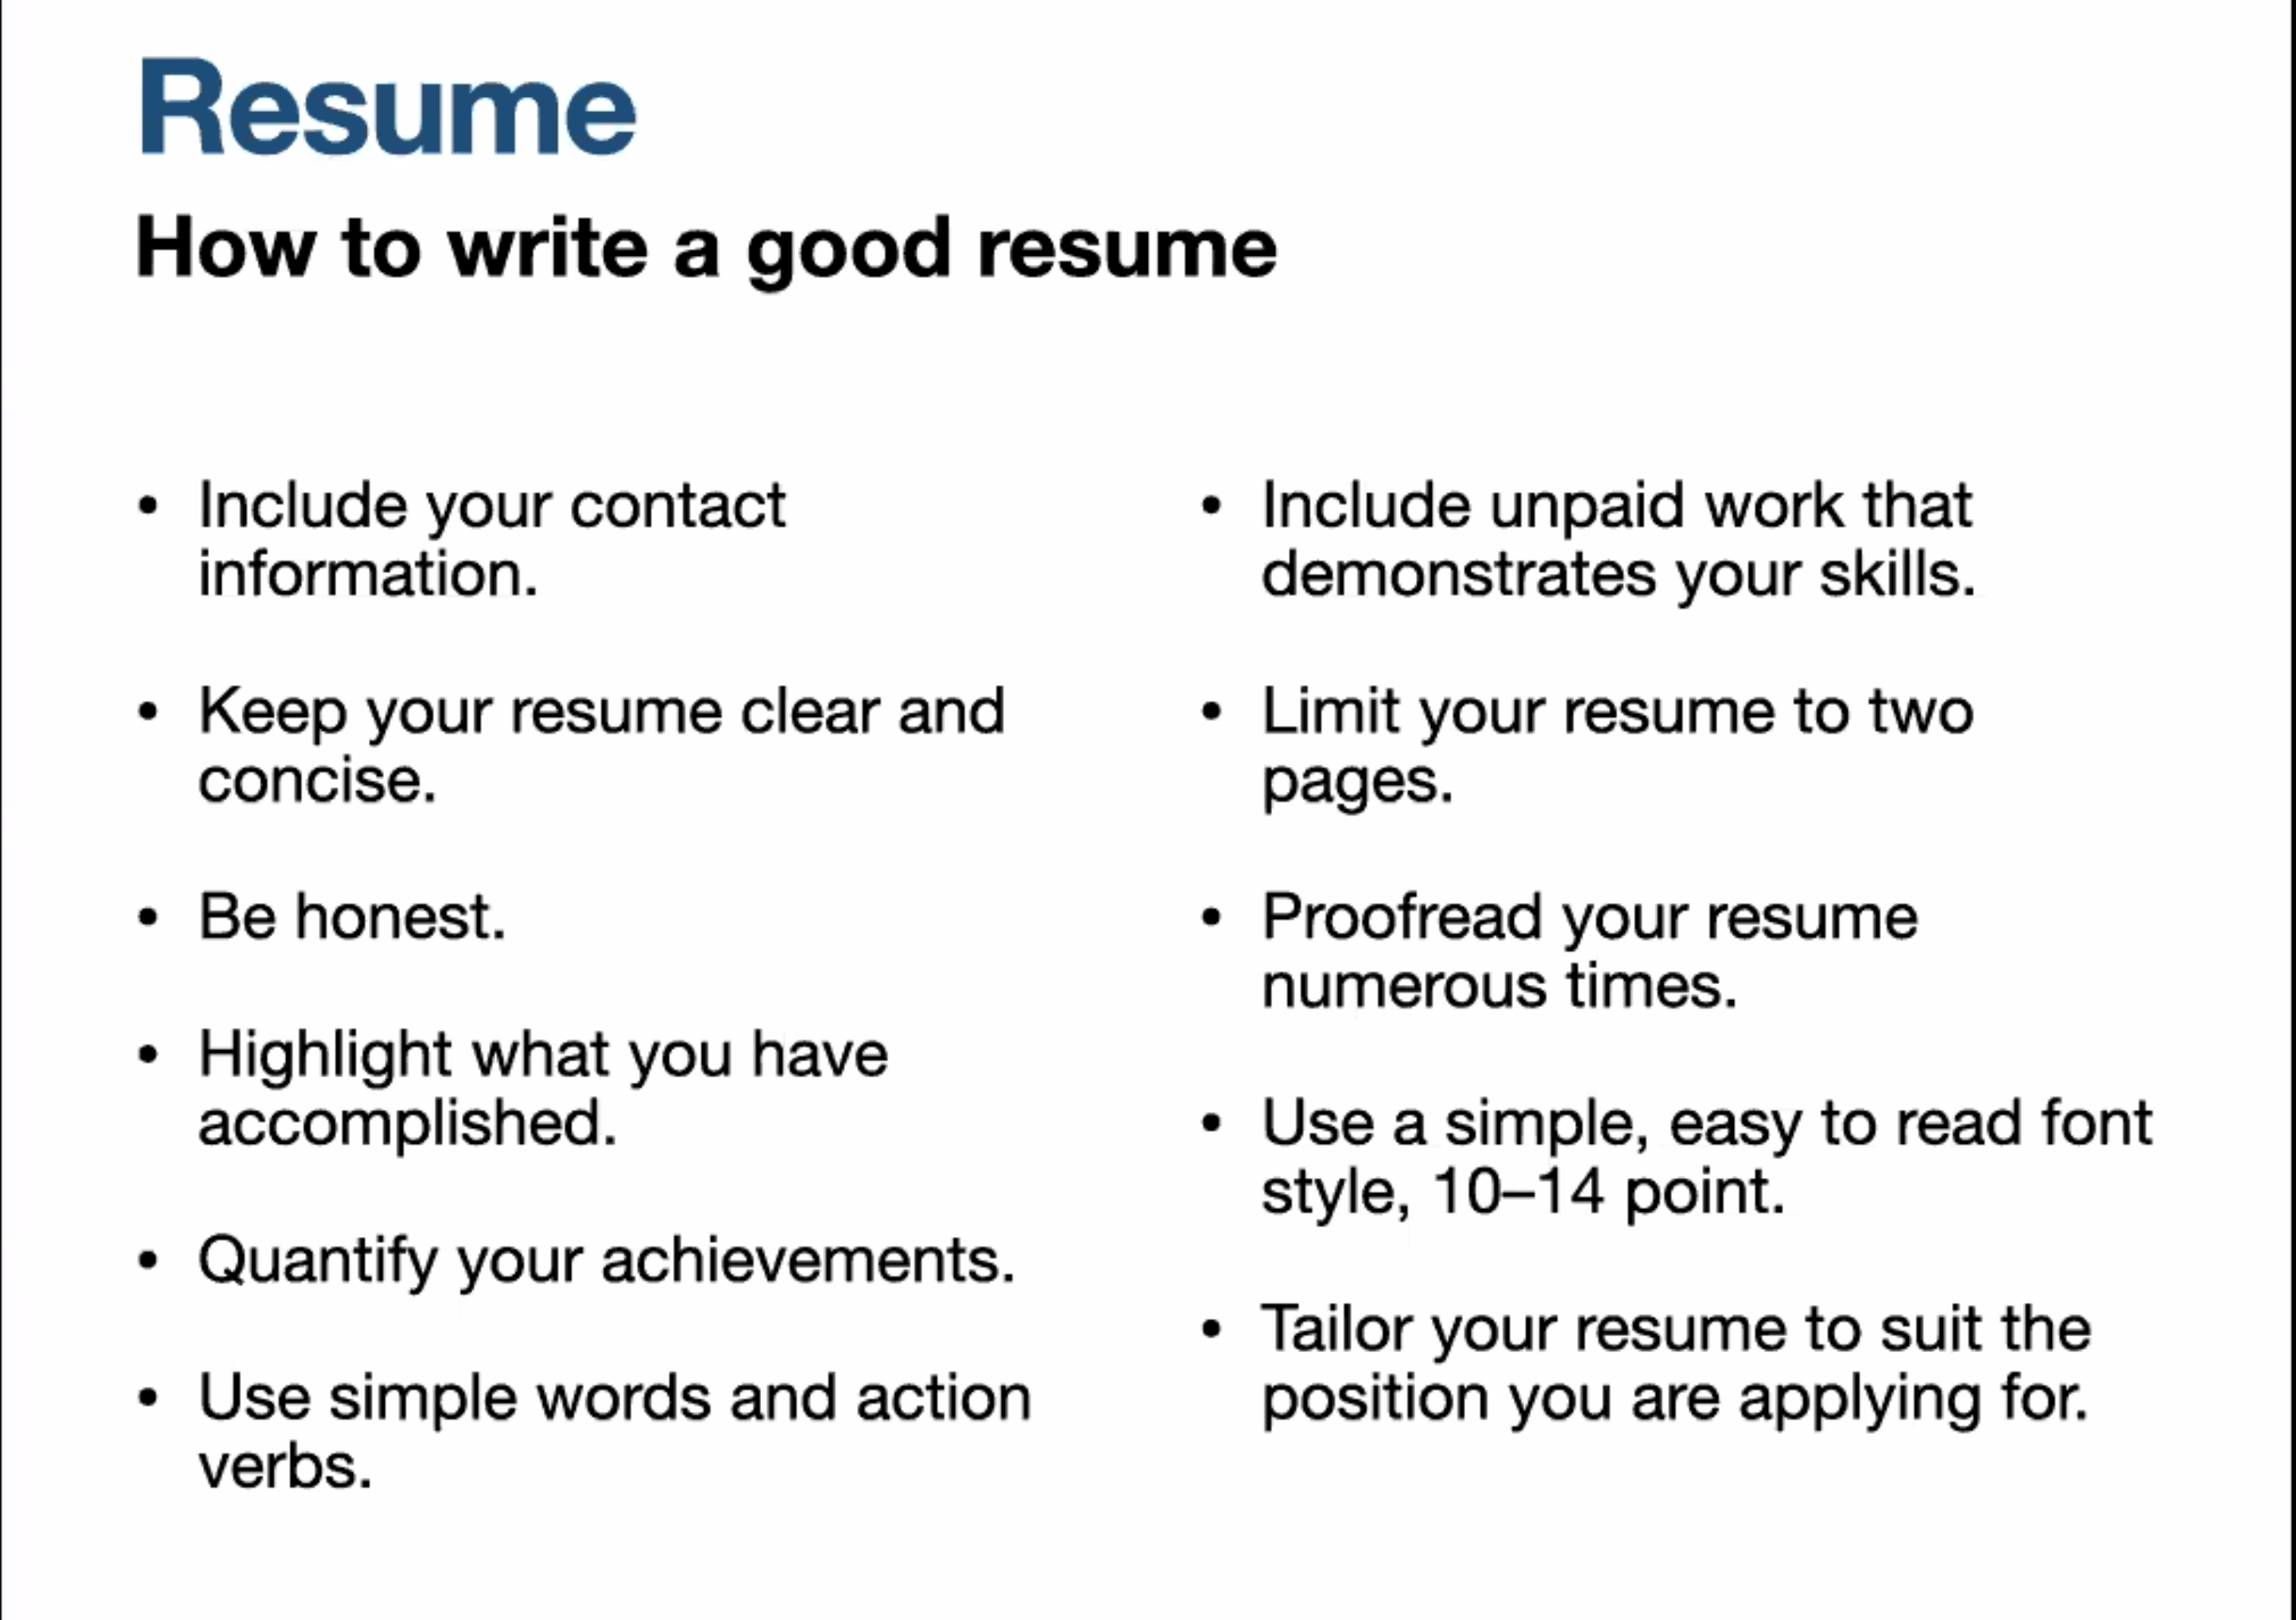 Resume
How to write a good resume
• Include your contact
information.
• Keep your resume clear and
concise.
• Be honest.
• Highlight what you have
accomplished.
• Quantify your achievements.
• Use simple words and action
verbs.
• Include unpaid work that
demonstrates your skills.
• Limit your resume to two
pages.
• Proofread your resume
numerous times.
• Use a simple, easy to read font
style, 10–14 point.
• Tailor your resume to suit the
position you are applying for.